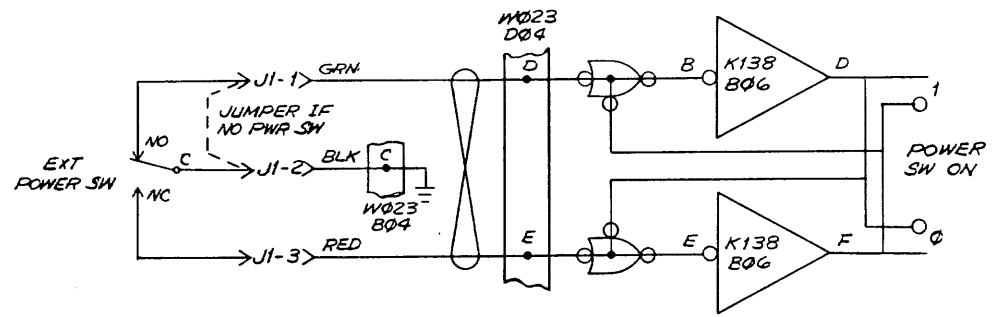 WØ23
DØ4
J1-1
GRN
D
B
K138
BØ6
D
1
JUMPER IF
NO PWR SW
NO
C
EXT
POWER SW
NC
J1-2
BLK
C
WØ23
BØ4
POWER
SW ON
J1-3
RED
E
E
K138
BØ6
F
Ø